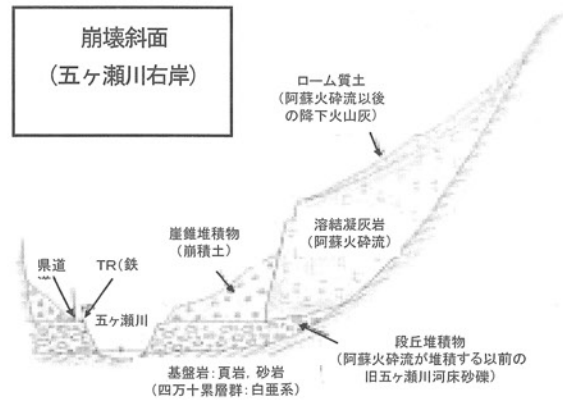 崩壊斜面
(五ヶ瀬川右岸)
ローム質土
(阿蘇火砕流以後
の降下火山灰)
溶結凝灰岩
(阿蘇火砕流)
崖錐堆積物
(崩積土)
県道
TR(鉄
五ヶ瀬川
段丘堆積物
(阿蘇火砕流が堆積する以前の
旧五ヶ瀬川河床砂礫)
基盤岩:頁岩,砂岩
(四万十累層群:白亜系)